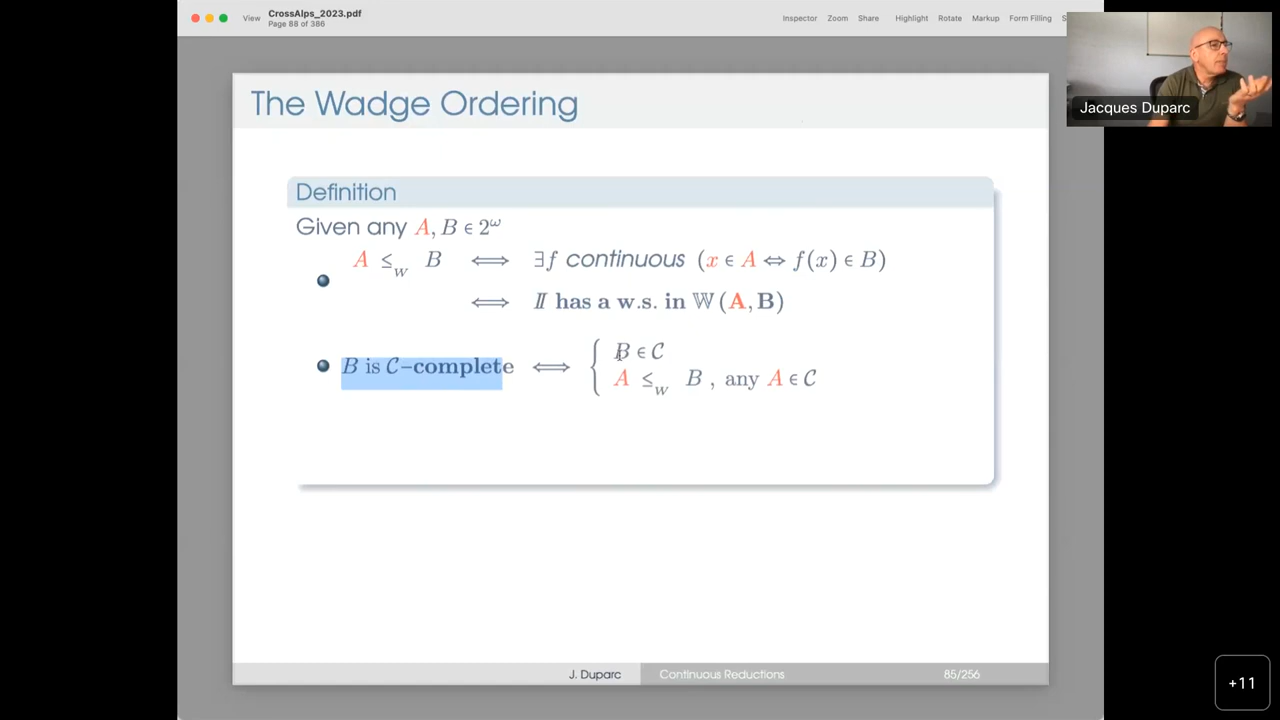 View
CrossAlps_2023.pdf
Page 88 of 386
Inspector Zoom Share Highlight Rotate Markup Form Filling
Jacques Duparc
The Wadge Ordering
Definition
Given any A, B ∈ 2^ω
A ≤_W B ⟺ ∃f continuous (x ∈ A ⇔ f(x) ∈ B)
⟺ II has a w.s. in 𝕎(A, B)
B is 𝒞–complete ⟺ { B ∈ 𝒞
A ≤_W B , any A ∈ 𝒞
J. Duparc Continuous Reductions 85/256
+11